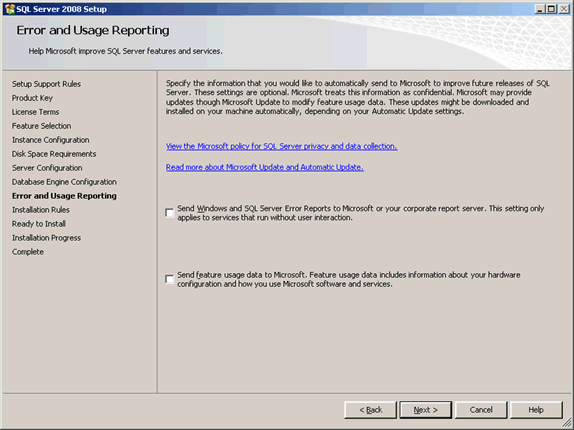 SQL Server 2008 Setup
Error and Usage Reporting
Help Microsoft improve SQL Server features and services.
Setup Support Rules
Product Key
License Terms
Feature Selection
Instance Configuration
Disk Space Requirements
Server Configuration
Database Engine Configuration
Error and Usage Reporting
Installation Rules
Ready to Install
Installation Progress
Complete
Specify the information that you would like to automatically send to Microsoft to improve future releases of SQL
Server. These settings are optional. Microsoft treats this information as confidential. Microsoft may provide
updates though Microsoft Update to modify feature usage data. These updates might be downloaded and
installed on your machine automatically, depending on your Automatic Update settings.
View the Microsoft policy for SQL Server privacy and data collection.
Read more about Microsoft Update and Automatic Update.
Send Windows and SQL Server Error Reports to Microsoft or your corporate report server. This setting only
applies to services that run without user interaction.
Send feature usage data to Microsoft. Feature usage data includes information about your hardware
configuration and how you use Microsoft software and services.
< Back
Next >
Cancel
Help